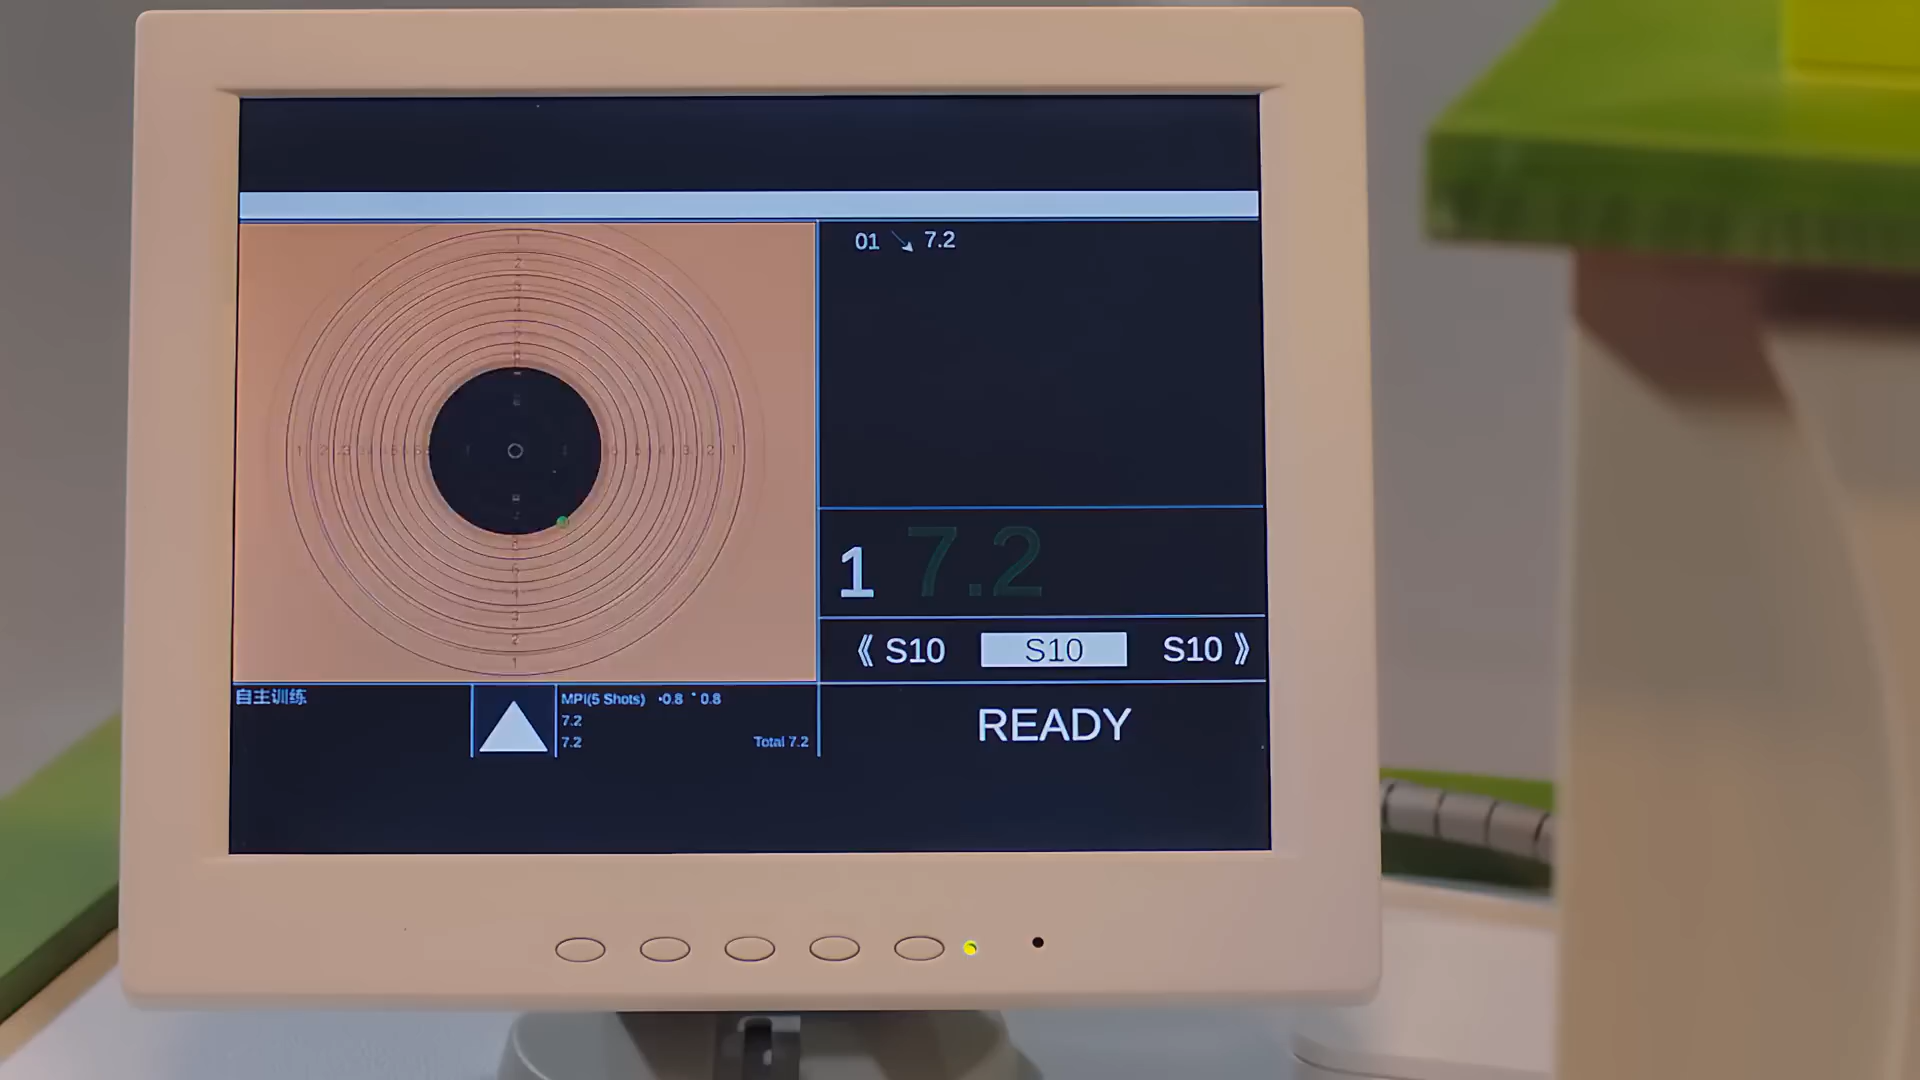 01 7.2
1 7.2
《 S10 S10 S10 》
自主训练
MPI(5 Shots) -0.8 0.8
7.2
7.2 Total 7.2
READY